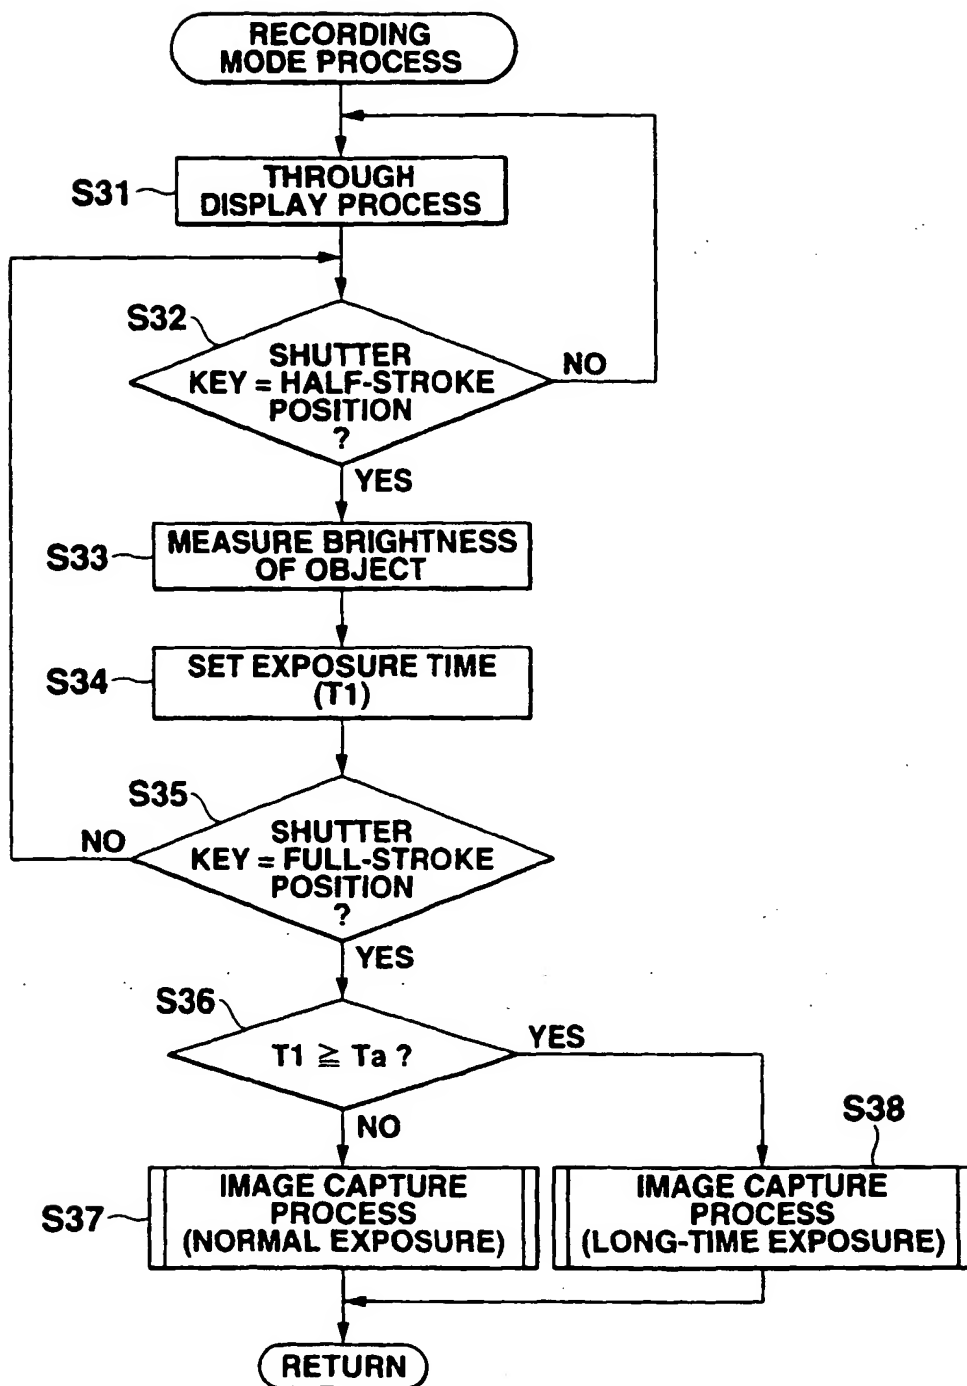 RECORDING
MODE PROCESS
S31
THROUGH
DISPLAY PROCESS
S32
SHUTTER
KEY = HALF-STROKE
POSITION
?
NO
YES
S33
MEASURE BRIGHTNESS
OF OBJECT
S34
SET EXPOSURE TIME
(T1)
S35
SHUTTER
KEY = FULL-STROKE
POSITION
?
NO
YES
S36
T1 ≧ Ta ?
YES
NO
S37
IMAGE CAPTURE
PROCESS
(NORMAL EXPOSURE)
S38
IMAGE CAPTURE
PROCESS
(LONG-TIME EXPOSURE)
RETURN